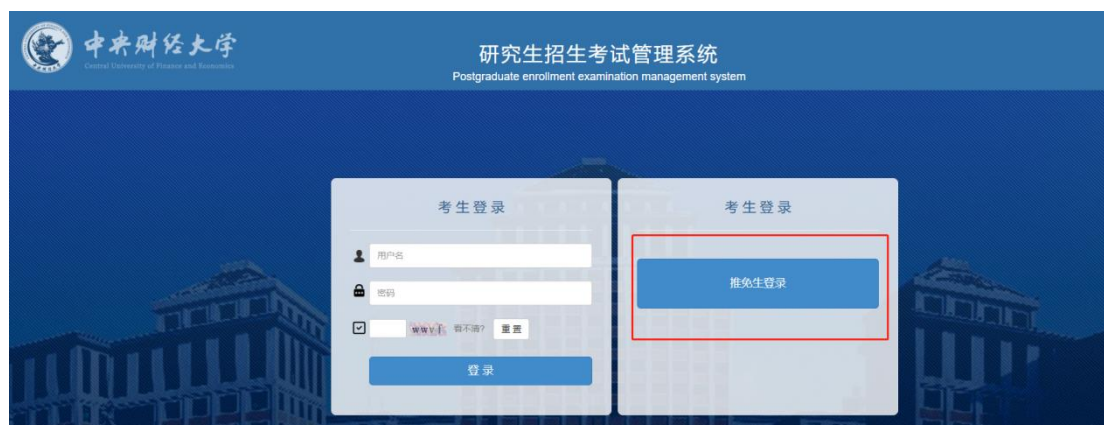 中央财经大学
Central University of Finance and Economics
研究生招生考试管理系统
Postgraduate enrollment examination management system
考生登录
用户名
密码
看不清? 重置
登录
考生登录
推免生登录